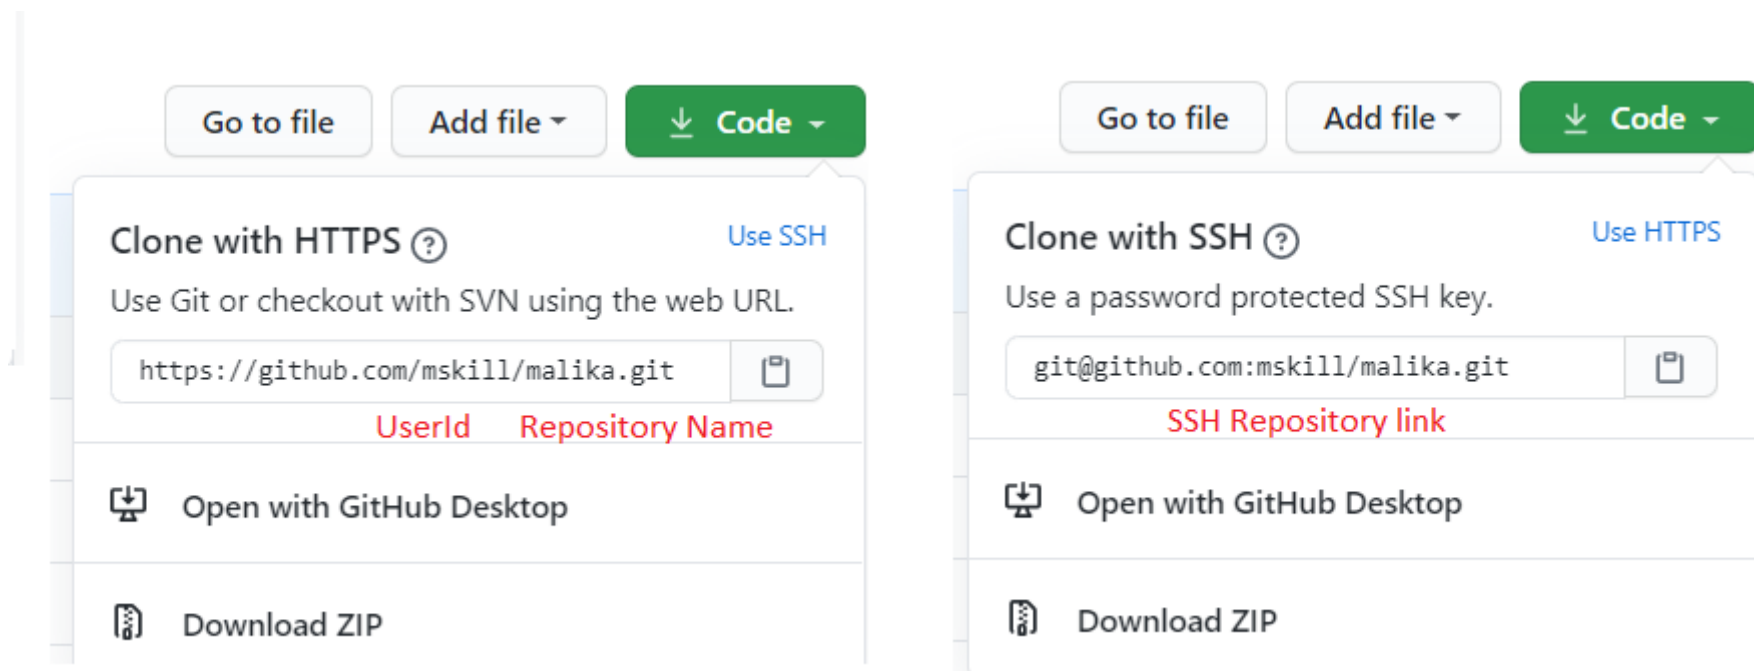 Go to file
Add file
Code
Clone with HTTPS
Use SSH
Use Git or checkout with SVN using the web URL.
https://github.com/mskill/malika.git
UserId
Repository Name
Open with GitHub Desktop
Download ZIP
Go to file
Add file
Code
Clone with SSH
Use HTTPS
Use a password protected SSH key.
git@github.com:mskill/malika.git
SSH Repository link
Open with GitHub Desktop
Download ZIP